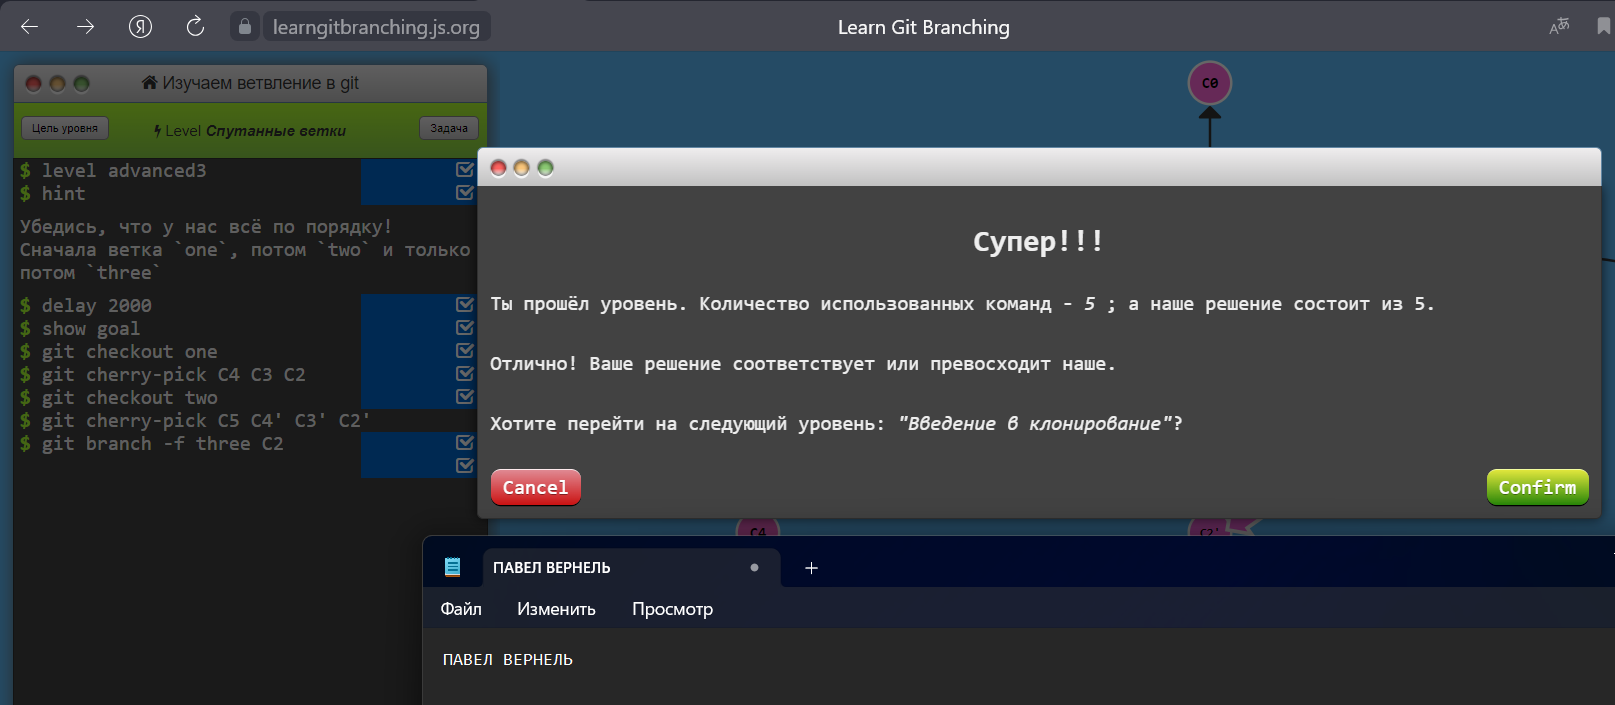 Я
learngitbranching.js.org
Learn Git Branching
Изучаем ветвление в git
Цель уровня
Level Спутанные ветки
Задача
$ level advanced3
$ hint
Убедись, что у нас всё по порядку!
Сначала ветка `one`, потом `two` и только
потом `three`
$ delay 2000
$ show goal
$ git checkout one
$ git cherry-pick C4 C3 C2
$ git checkout two
$ git cherry-pick C5 C4' C3' C2'
$ git branch -f three C2
C0
Супер!!!
Ты прошёл уровень. Количество использованных команд - 5 ; а наше решение состоит из 5.
Отлично! Ваше решение соответствует или превосходит наше.
Хотите перейти на следующий уровень: "Введение в клонирование"?
Cancel
Confirm
C4
C2'
ПАВЕЛ ВЕРНЕЛЬ
Файл
Изменить
Просмотр
ПАВЕЛ ВЕРНЕЛЬ